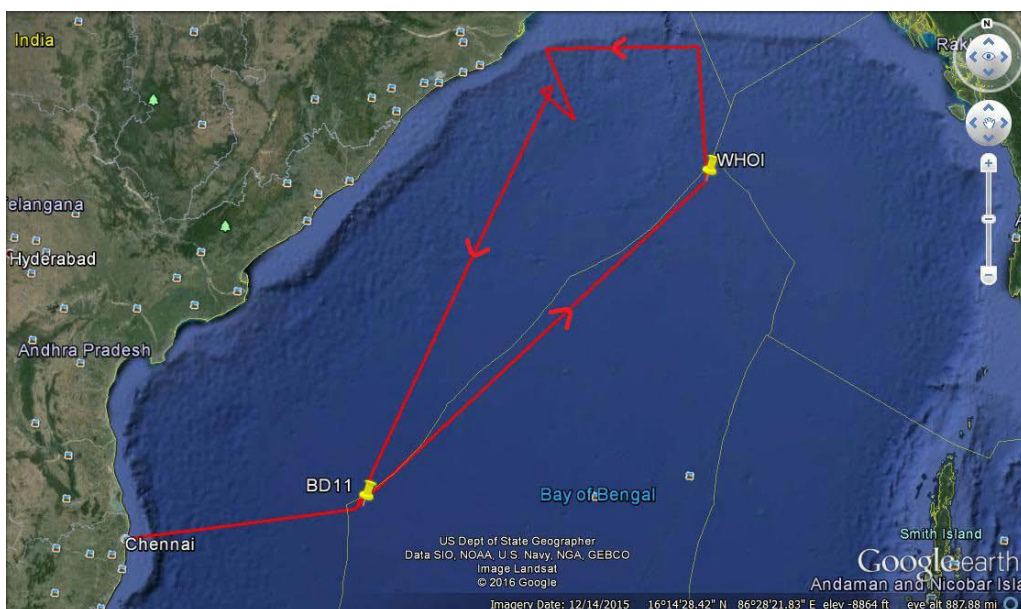 India
N
WHOI
elangana
Hyderabad
Andhra Pradesh
BD11
Bay of Bengal
Chennai
US Dept of State Geographer
Data SIO, NOAA, U.S. Navy, NGA, GEBCO
Image Landsat
© 2016 Google
Smith Island
Google earth
Andaman and Nicobar Isla
Imagery Date: 12/14/2015 16°14'28.42" N 86°28'21.83" E elev -8864 ft eye alt 887.88 mi